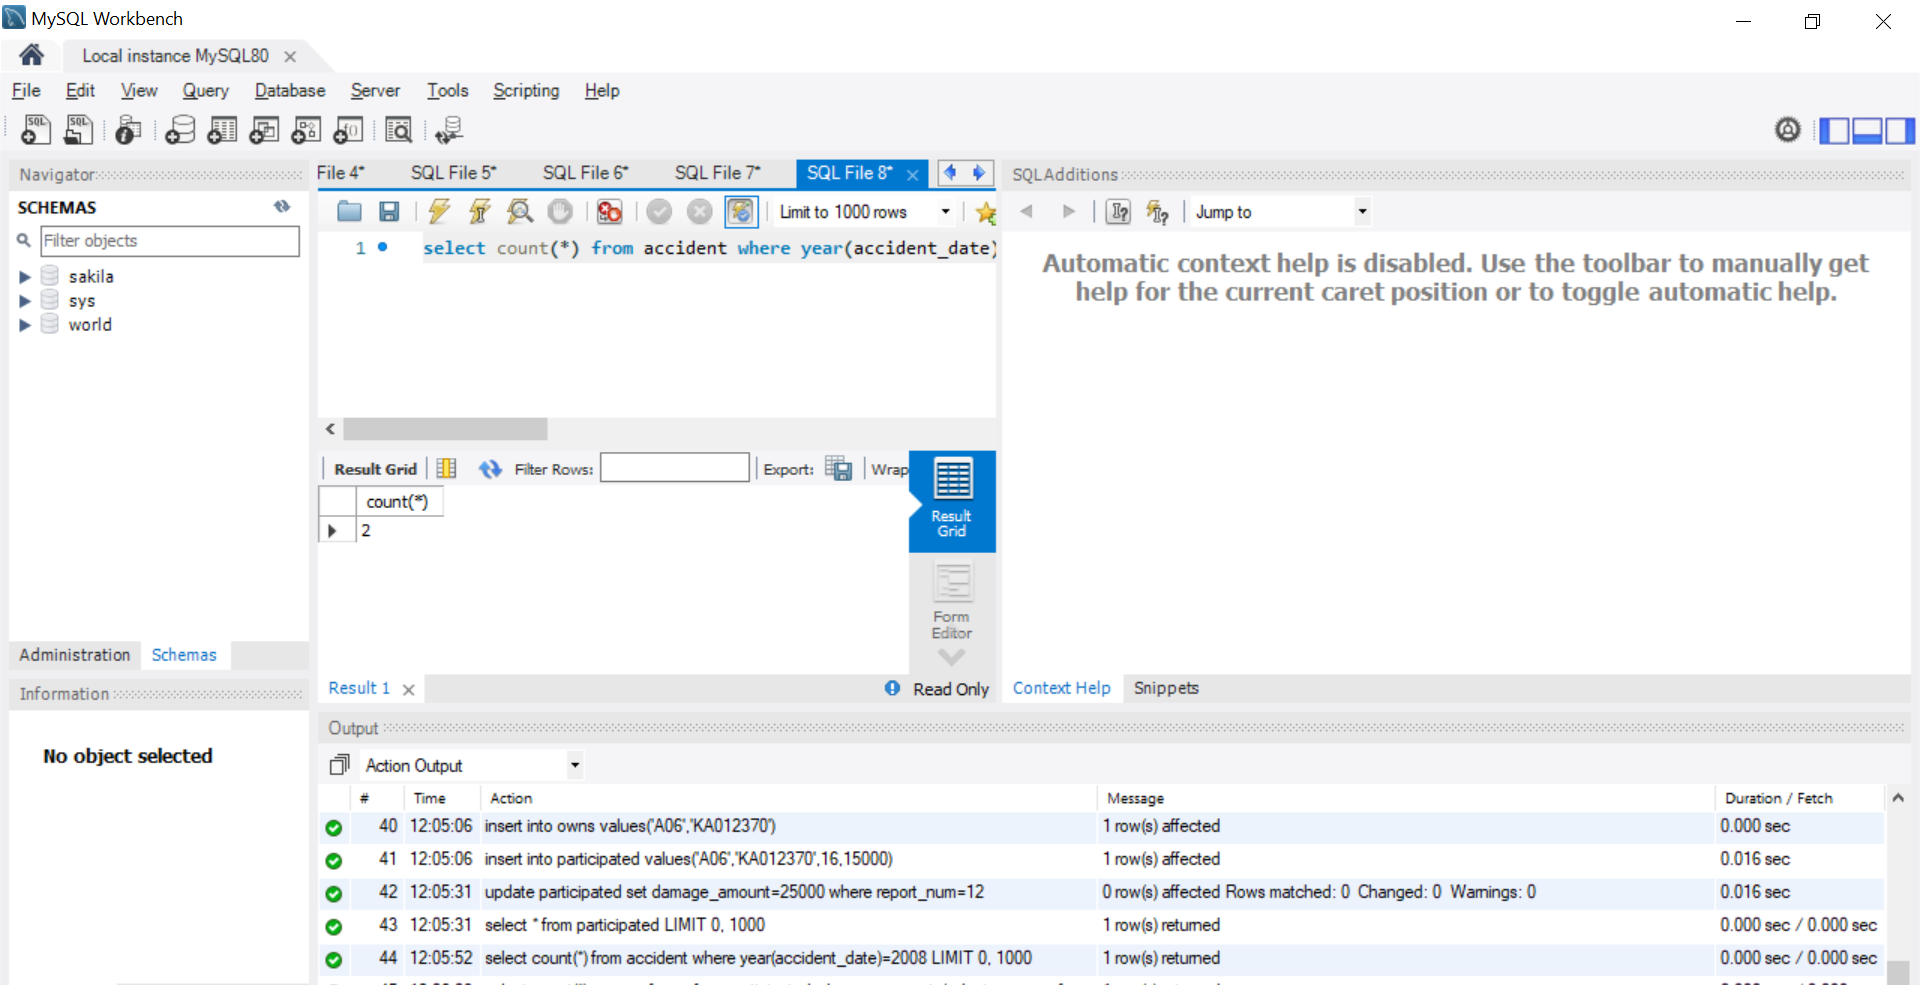 MySQL Workbench
Local instance MySQL80
File Edit View Query Database Server Tools Scripting Help
Navigator
SCHEMAS
Filter objects
sakila
sys
world
Administration Schemas
Information
No object selected
File 4* SQL File 5* SQL File 6* SQL File 7* SQL File 8*
Limit to 1000 rows
1 select count(*) from accident where year(accident_date)
Result Grid Filter Rows: Export: Wrap
count(*)
2
Result Grid
Form Editor
Result 1 Read Only
SQLAdditions
Jump to
Automatic context help is disabled. Use the toolbar to manually get
help for the current caret position or to toggle automatic help.
Context Help Snippets
Output
Action Output
# Time Action Message Duration / Fetch
40 12:05:06 insert into owns values('A06','KA012370') 1 row(s) affected 0.000 sec
41 12:05:06 insert into participated values('A06','KA012370',16,15000) 1 row(s) affected 0.016 sec
42 12:05:31 update participated set damage_amount=25000 where report_num=12 0 row(s) affected Rows matched: 0 Changed: 0 Warnings: 0 0.016 sec
43 12:05:31 select * from participated LIMIT 0, 1000 1 row(s) returned 0.000 sec / 0.000 sec
44 12:05:52 select count(*) from accident where year(accident_date)=2008 LIMIT 0, 1000 1 row(s) returned 0.000 sec / 0.000 sec